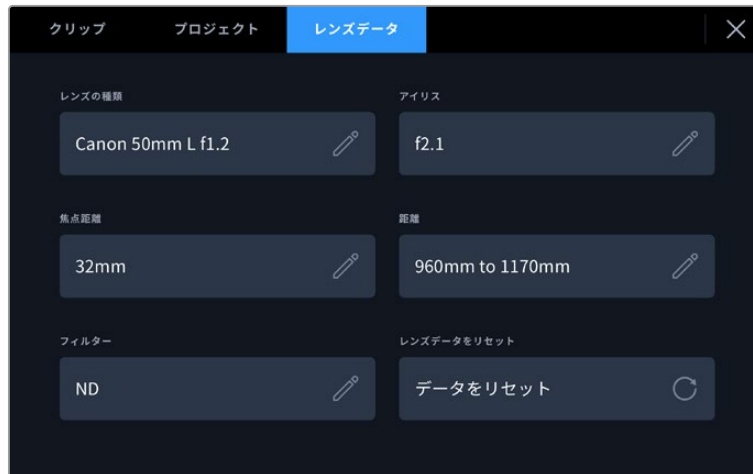 クリップ プロジェクト レンズデータ
レンズの種類 アイリス
Canon 50mm L f1.2 f2.1
焦点距離 距離
32mm 960mm to 1170mm
フィルター レンズデータをリセット
ND データをリセット